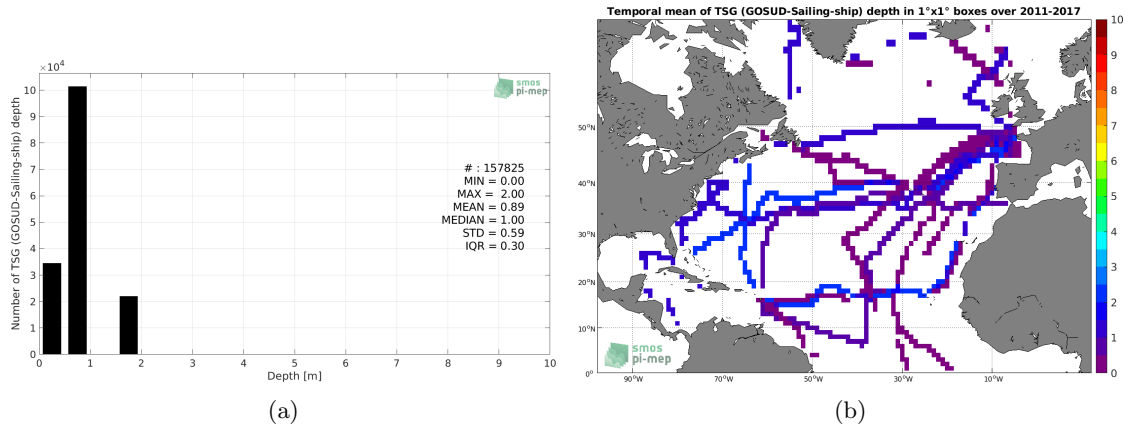 ×10⁴
10
9
8
7
6
5
4
3
2
1
0
Number of TSG (GOSUD-Sailing-ship) depth
smos
pi-mep
# : 157825
MIN = 0.00
MAX = 2.00
MEAN = 0.89
MEDIAN = 1.00
STD = 0.59
IQR = 0.30
0 1 2 3 4 5 6 7 8 9 10
Depth [m]
(a)
Temporal mean of TSG (GOSUD-Sailing-ship) depth in 1°x1° boxes over 2011-2017
50°N
40°N
30°N
20°N
10°N
0°
90°W 70°W 50°W 30°W 10°W
smos
pi-mep
10
9
8
7
6
5
4
3
2
1
0
(b)